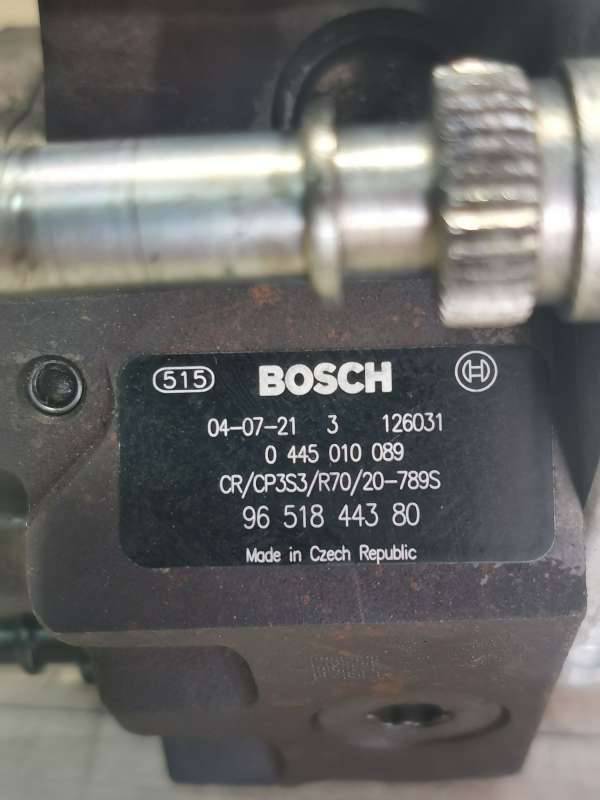 515 BOSCH
04-07-21 3 126031
0 445 010 089
CR/CP3S3/R70/20-789S
96 518 443 80
Made in Czech Republic